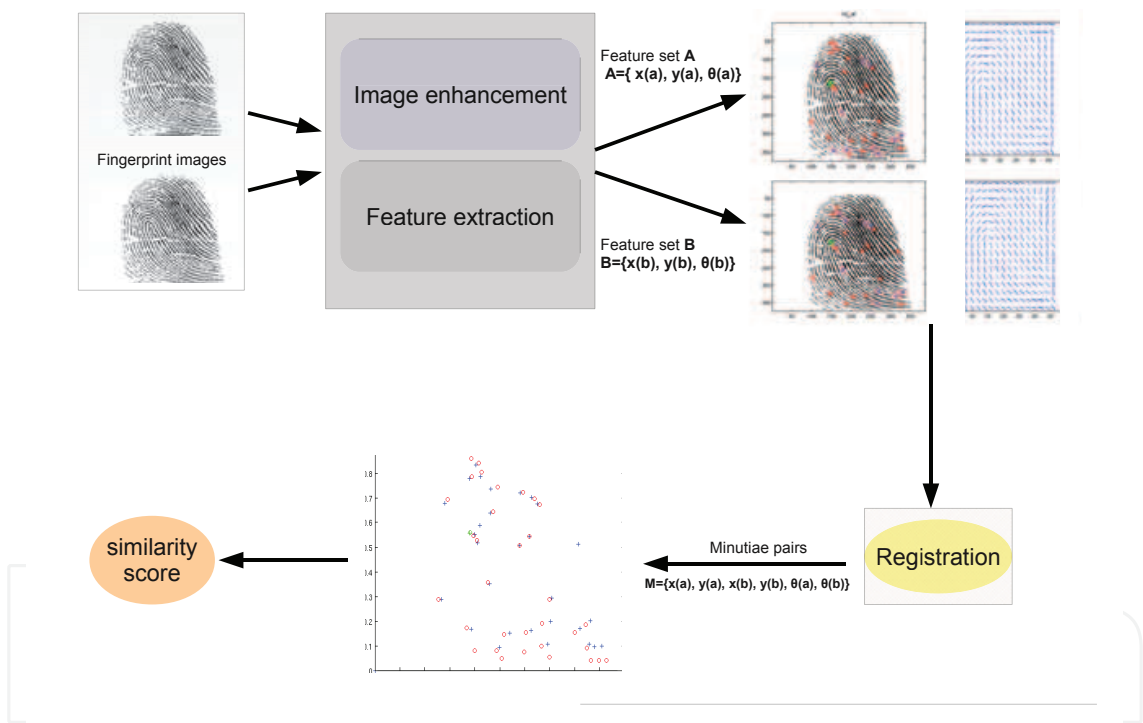 Fingerprint images
Image enhancement
Feature extraction
Feature set A
A={ x(a), y(a), θ(a)}
Feature set B
B={x(b), y(b), θ(b)}
Registration
Minutiae pairs
M={x(a), y(a), x(b), y(b), θ(a), θ(b)}
0.8
0.7
0.6
0.5
0.4
0.3
0.2
0.1
0
similarity
score